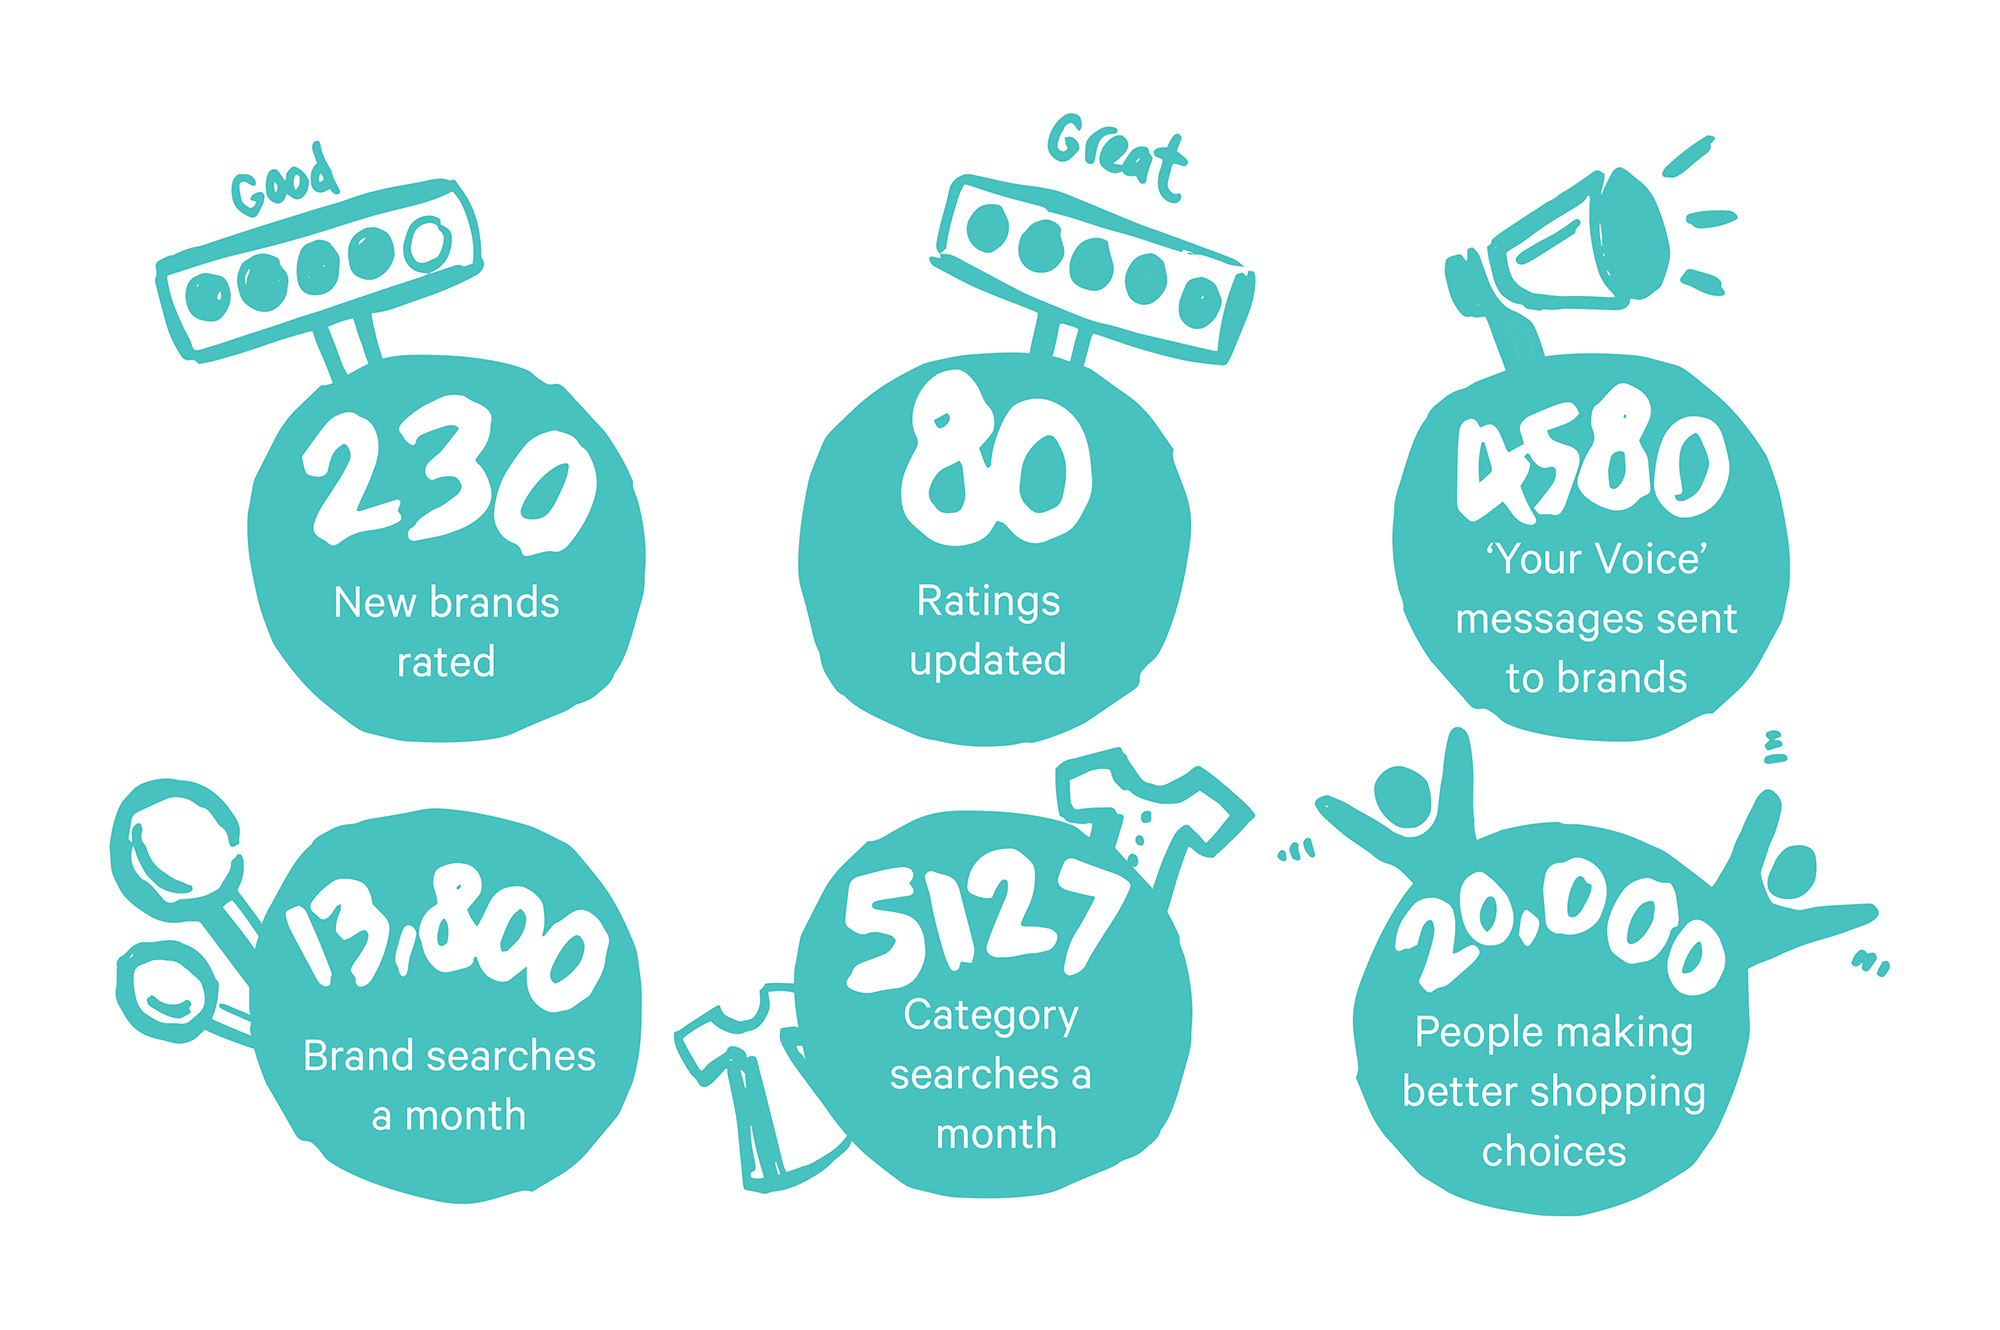 Good
230
New brands
rated
Great
80
Ratings
updated
4580
‘Your Voice’
messages sent
to brands
13,800
Brand searches
a month
5127
Category
searches a
month
20,000
People making
better shopping
choices